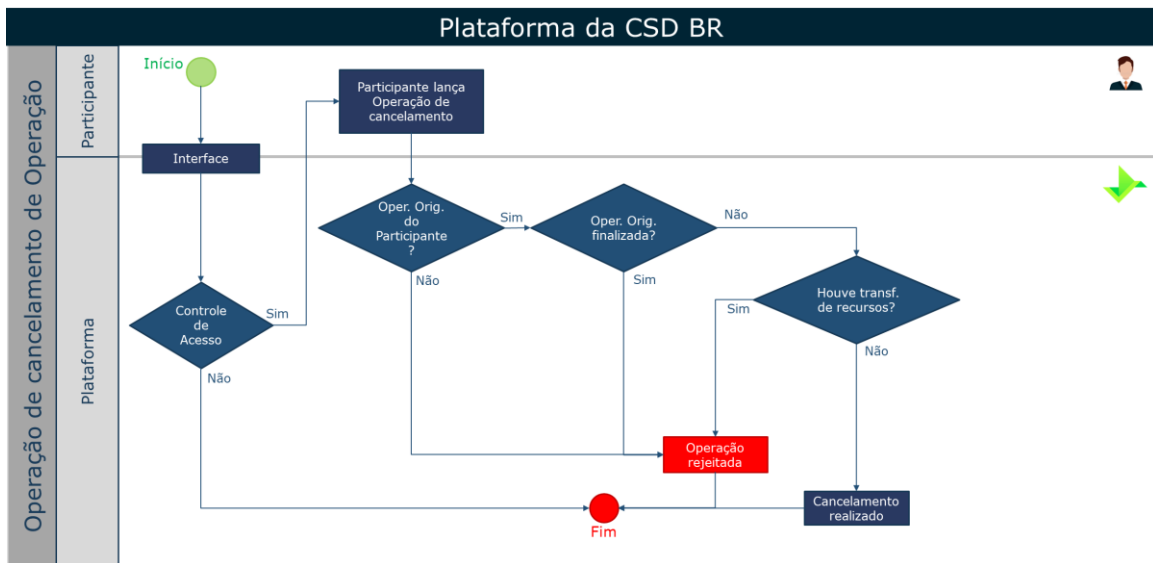 Plataforma da CSD BR
Operação de cancelamento de Operação
Participante
Início
Participante lança
Operação de
cancelamento
Interface
Plataforma
Oper. Orig.
do
Participante
?
Sim
Não
Oper. Orig.
finalizada?
Não
Sim
Houve transf.
de recursos?
Sim
Não
Controle
de
Acesso
Sim
Não
Operação
rejeitada
Cancelamento
realizado
Fim